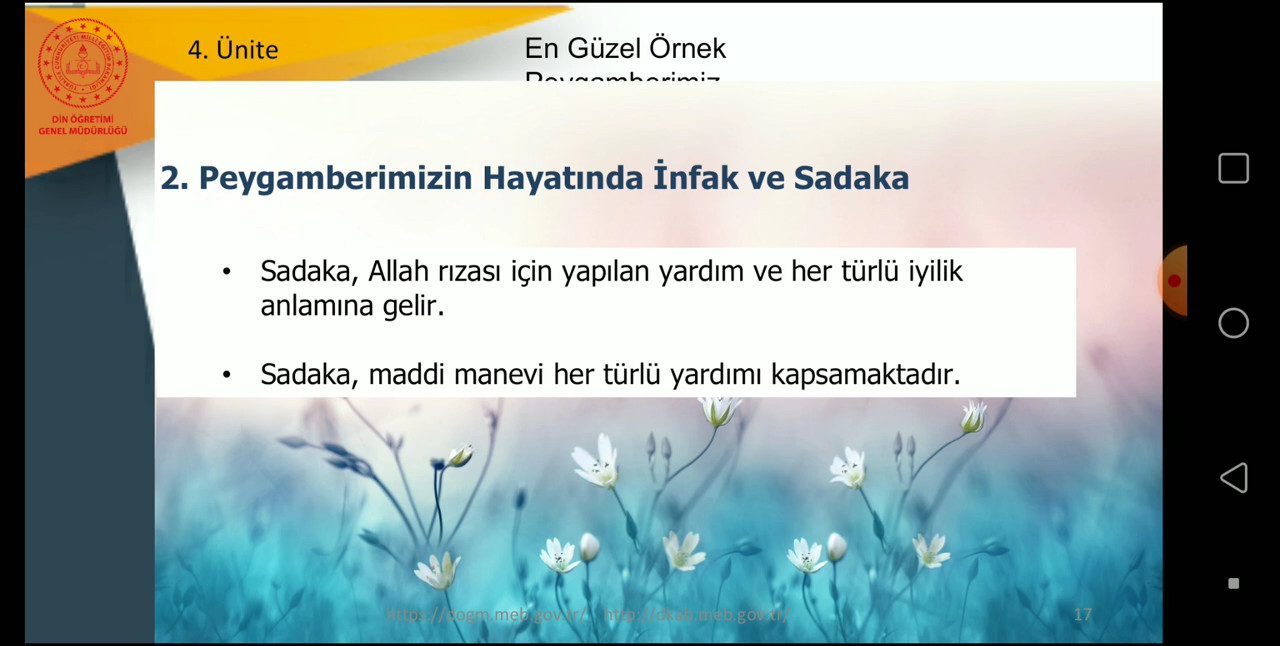 4. Ünite
En Güzel Örnek
Peygamberimiz
DİN ÖĞRETİMİ
GENEL MÜDÜRLÜĞÜ
2. Peygamberimizin Hayatında İnfak ve Sadaka
• Sadaka, Allah rızası için yapılan yardım ve her türlü iyilik
anlamına gelir.
• Sadaka, maddi manevi her türlü yardımı kapsamaktadır.
https://dogm.meb.gov.tr/ http://dkab.meb.gov.tr/
17